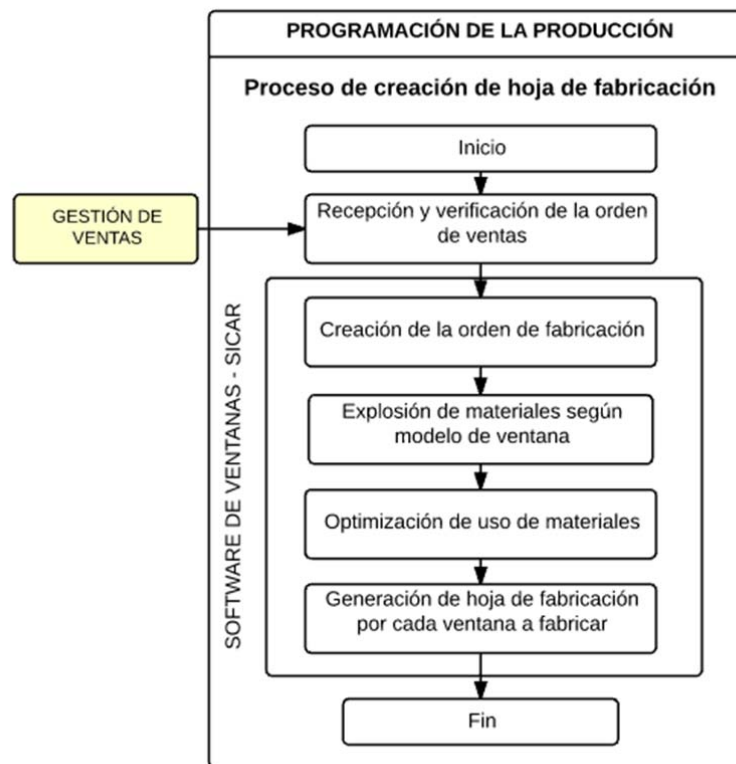 PROGRAMACIÓN DE LA PRODUCCIÓN
Proceso de creación de hoja de fabricación
Inicio
GESTIÓN DE
VENTAS
Recepción y verificación de la orden
de ventas
SOFTWARE DE VENTANAS - SICAR
Creación de la orden de fabricación
Explosión de materiales según
modelo de ventana
Optimización de uso de materiales
Generación de hoja de fabricación
por cada ventana a fabricar
Fin